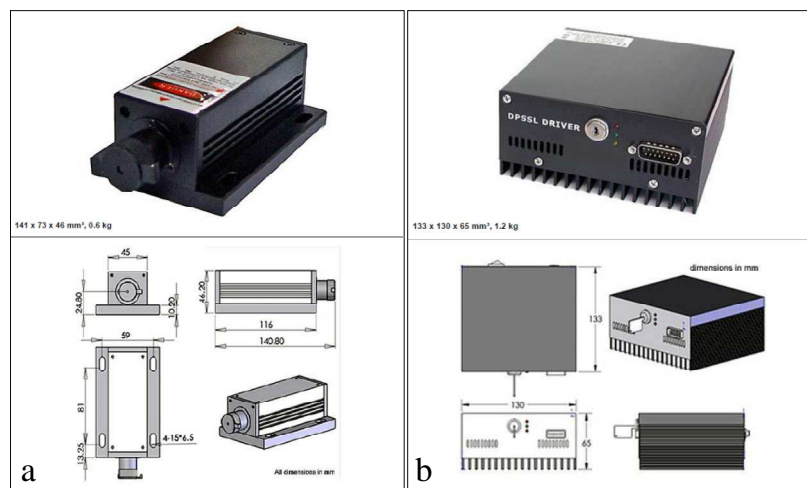 DANGER
141 x 73 x 46 mm³, 0.6 kg
45
24.80
10.20
46.20
116
140.80
59
81
13.25
4-15*6.5
All dimensions in mm
a
DPSSL DRIVER
133 x 130 x 65 mm³, 1.2 kg
dimensions in mm
133
130
65
b